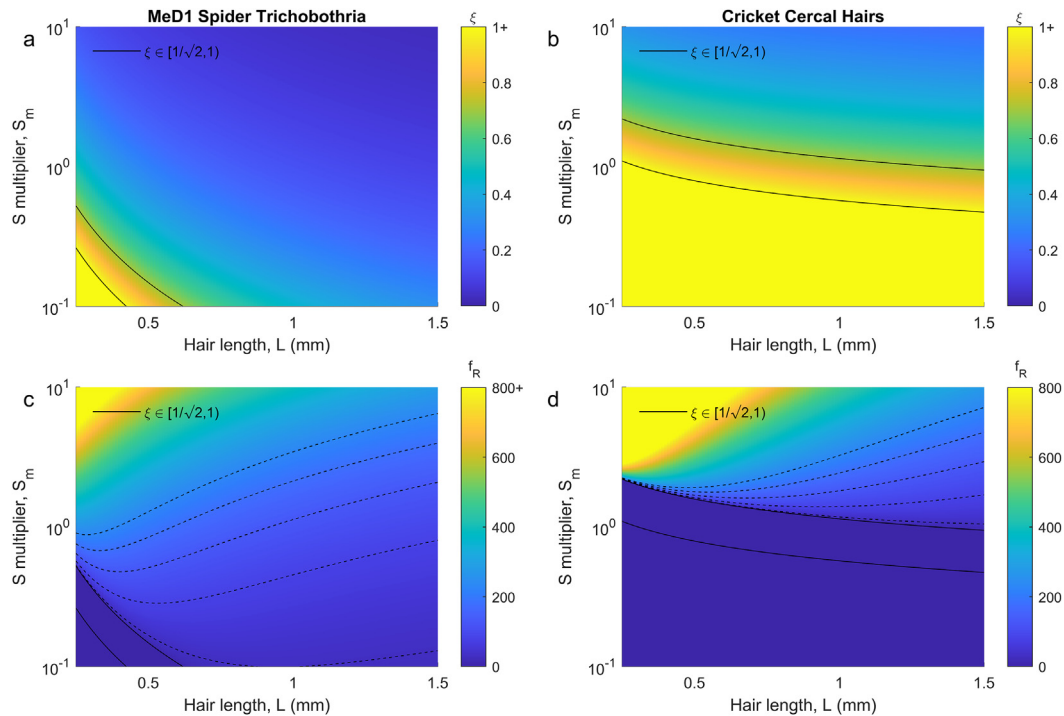 MeD1 Spider Trichobothria
a
ξ ∈ [1/√2,1)
10^1
10^0
10^-1
S multiplier, S_m
0.5
1
1.5
Hair length, L (mm)
ξ
1+
0.8
0.6
0.4
0.2
0
Cricket Cercal Hairs
b
ξ ∈ [1/√2,1)
10^1
10^0
10^-1
S multiplier, S_m
0.5
1
1.5
Hair length, L (mm)
ξ
1+
0.8
0.6
0.4
0.2
0
c
ξ ∈ [1/√2,1)
10^1
10^0
10^-1
S multiplier, S_m
0.5
1
1.5
Hair length, L (mm)
f_R
800+
600
400
200
0
d
ξ ∈ [1/√2,1)
10^1
10^0
10^-1
S multiplier, S_m
0.5
1
1.5
Hair length, L (mm)
f_R
800
600
400
200
0